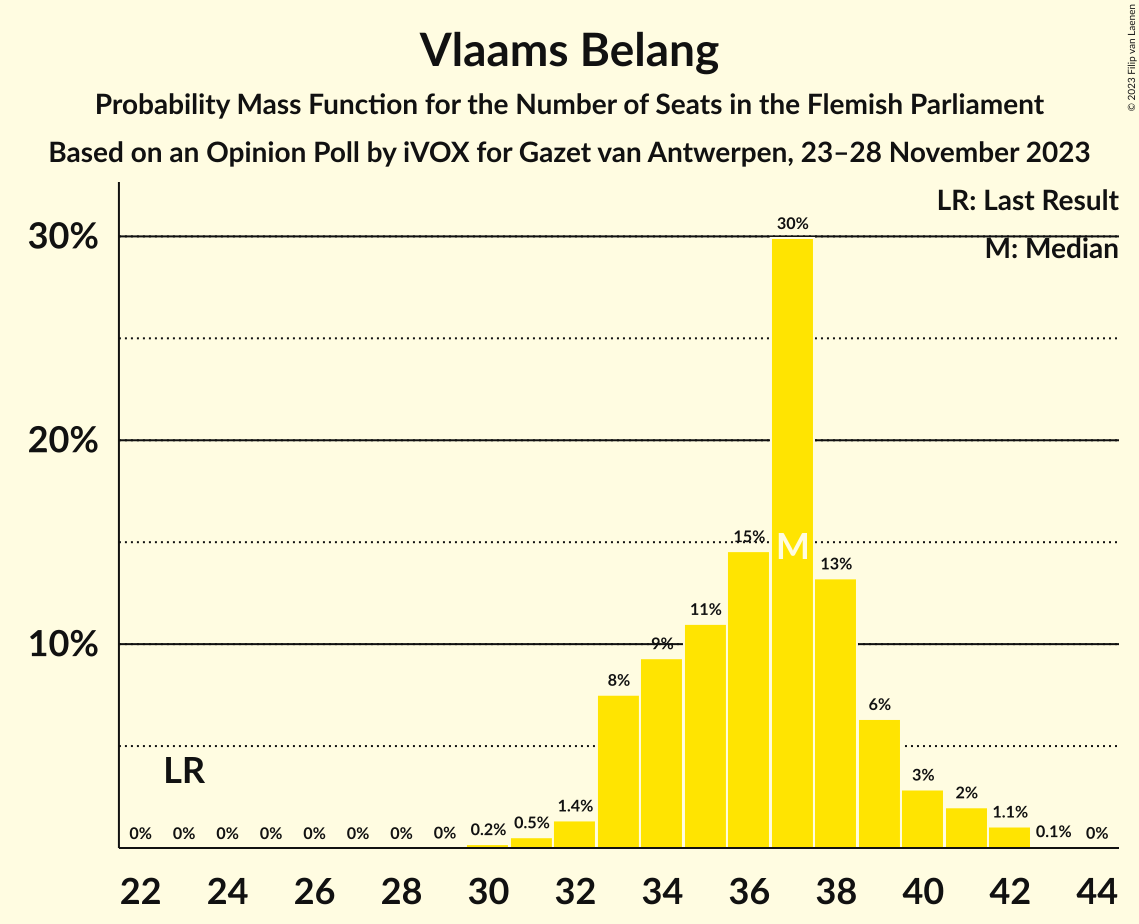 Vlaams Belang
Probability Mass Function for the Number of Seats in the Flemish Parliament
Based on an Opinion Poll by iVOX for Gazet van Antwerpen, 23–28 November 2023
© 2023 Filip van Laenen
LR: Last Result
M: Median
30%
20%
10%
30%
15%
M
13%
11%
9%
8%
6%
LR
3%
2%
1.4%
1.1%
0% 0% 0% 0% 0% 0% 0% 0% 0.2% 0.5% 0.1% 0%
22 24 26 28 30 32 34 36 38 40 42 44